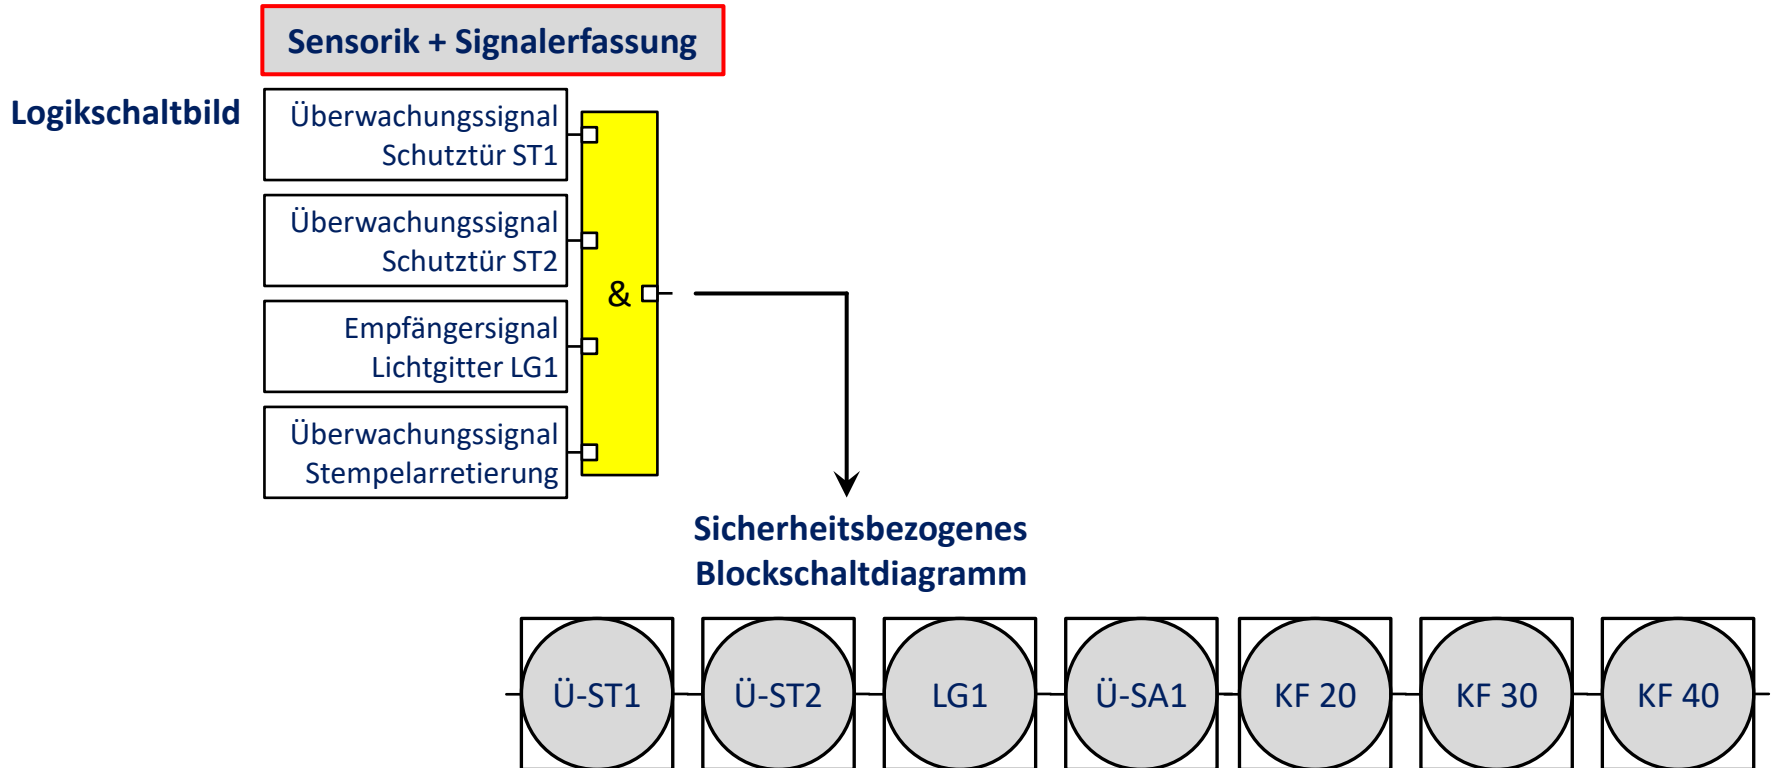 Sensorik + Signalerfassung
Logikschaltbild
Überwachungssignal
Schutztür ST1
Überwachungssignal
Schutztür ST2
&
Empfängersignal
Lichtgitter LG1
Überwachungssignal
Stempelarretierung
Sicherheitsbezogenes
Blockschaltdiagramm
Ü-ST1 Ü-ST2 LG1 Ü-SA1 KF 20 KF 30 KF 40